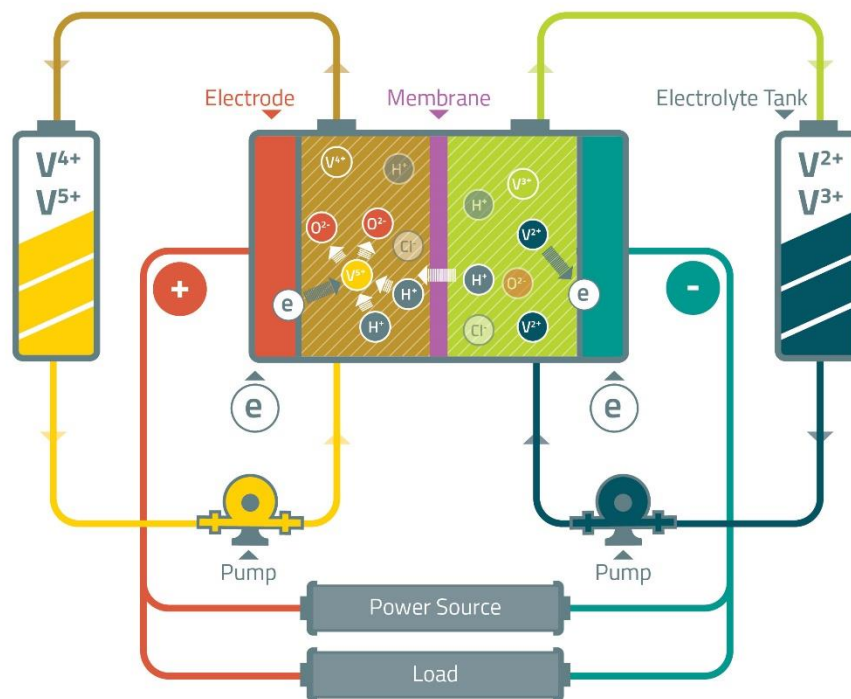 Electrode
Membrane
Electrolyte Tank
V⁴⁺
V⁵⁺
V²⁺
V³⁺
V⁴⁺
H⁺
V³⁺
H⁺
O²⁻
O²⁻
V²⁺
Cl⁻
V⁵⁺
H⁺
H⁺
O²⁻
e
e
H⁺
Cl⁻
V²⁺
+
-
e
e
Pump
Pump
Power Source
Load